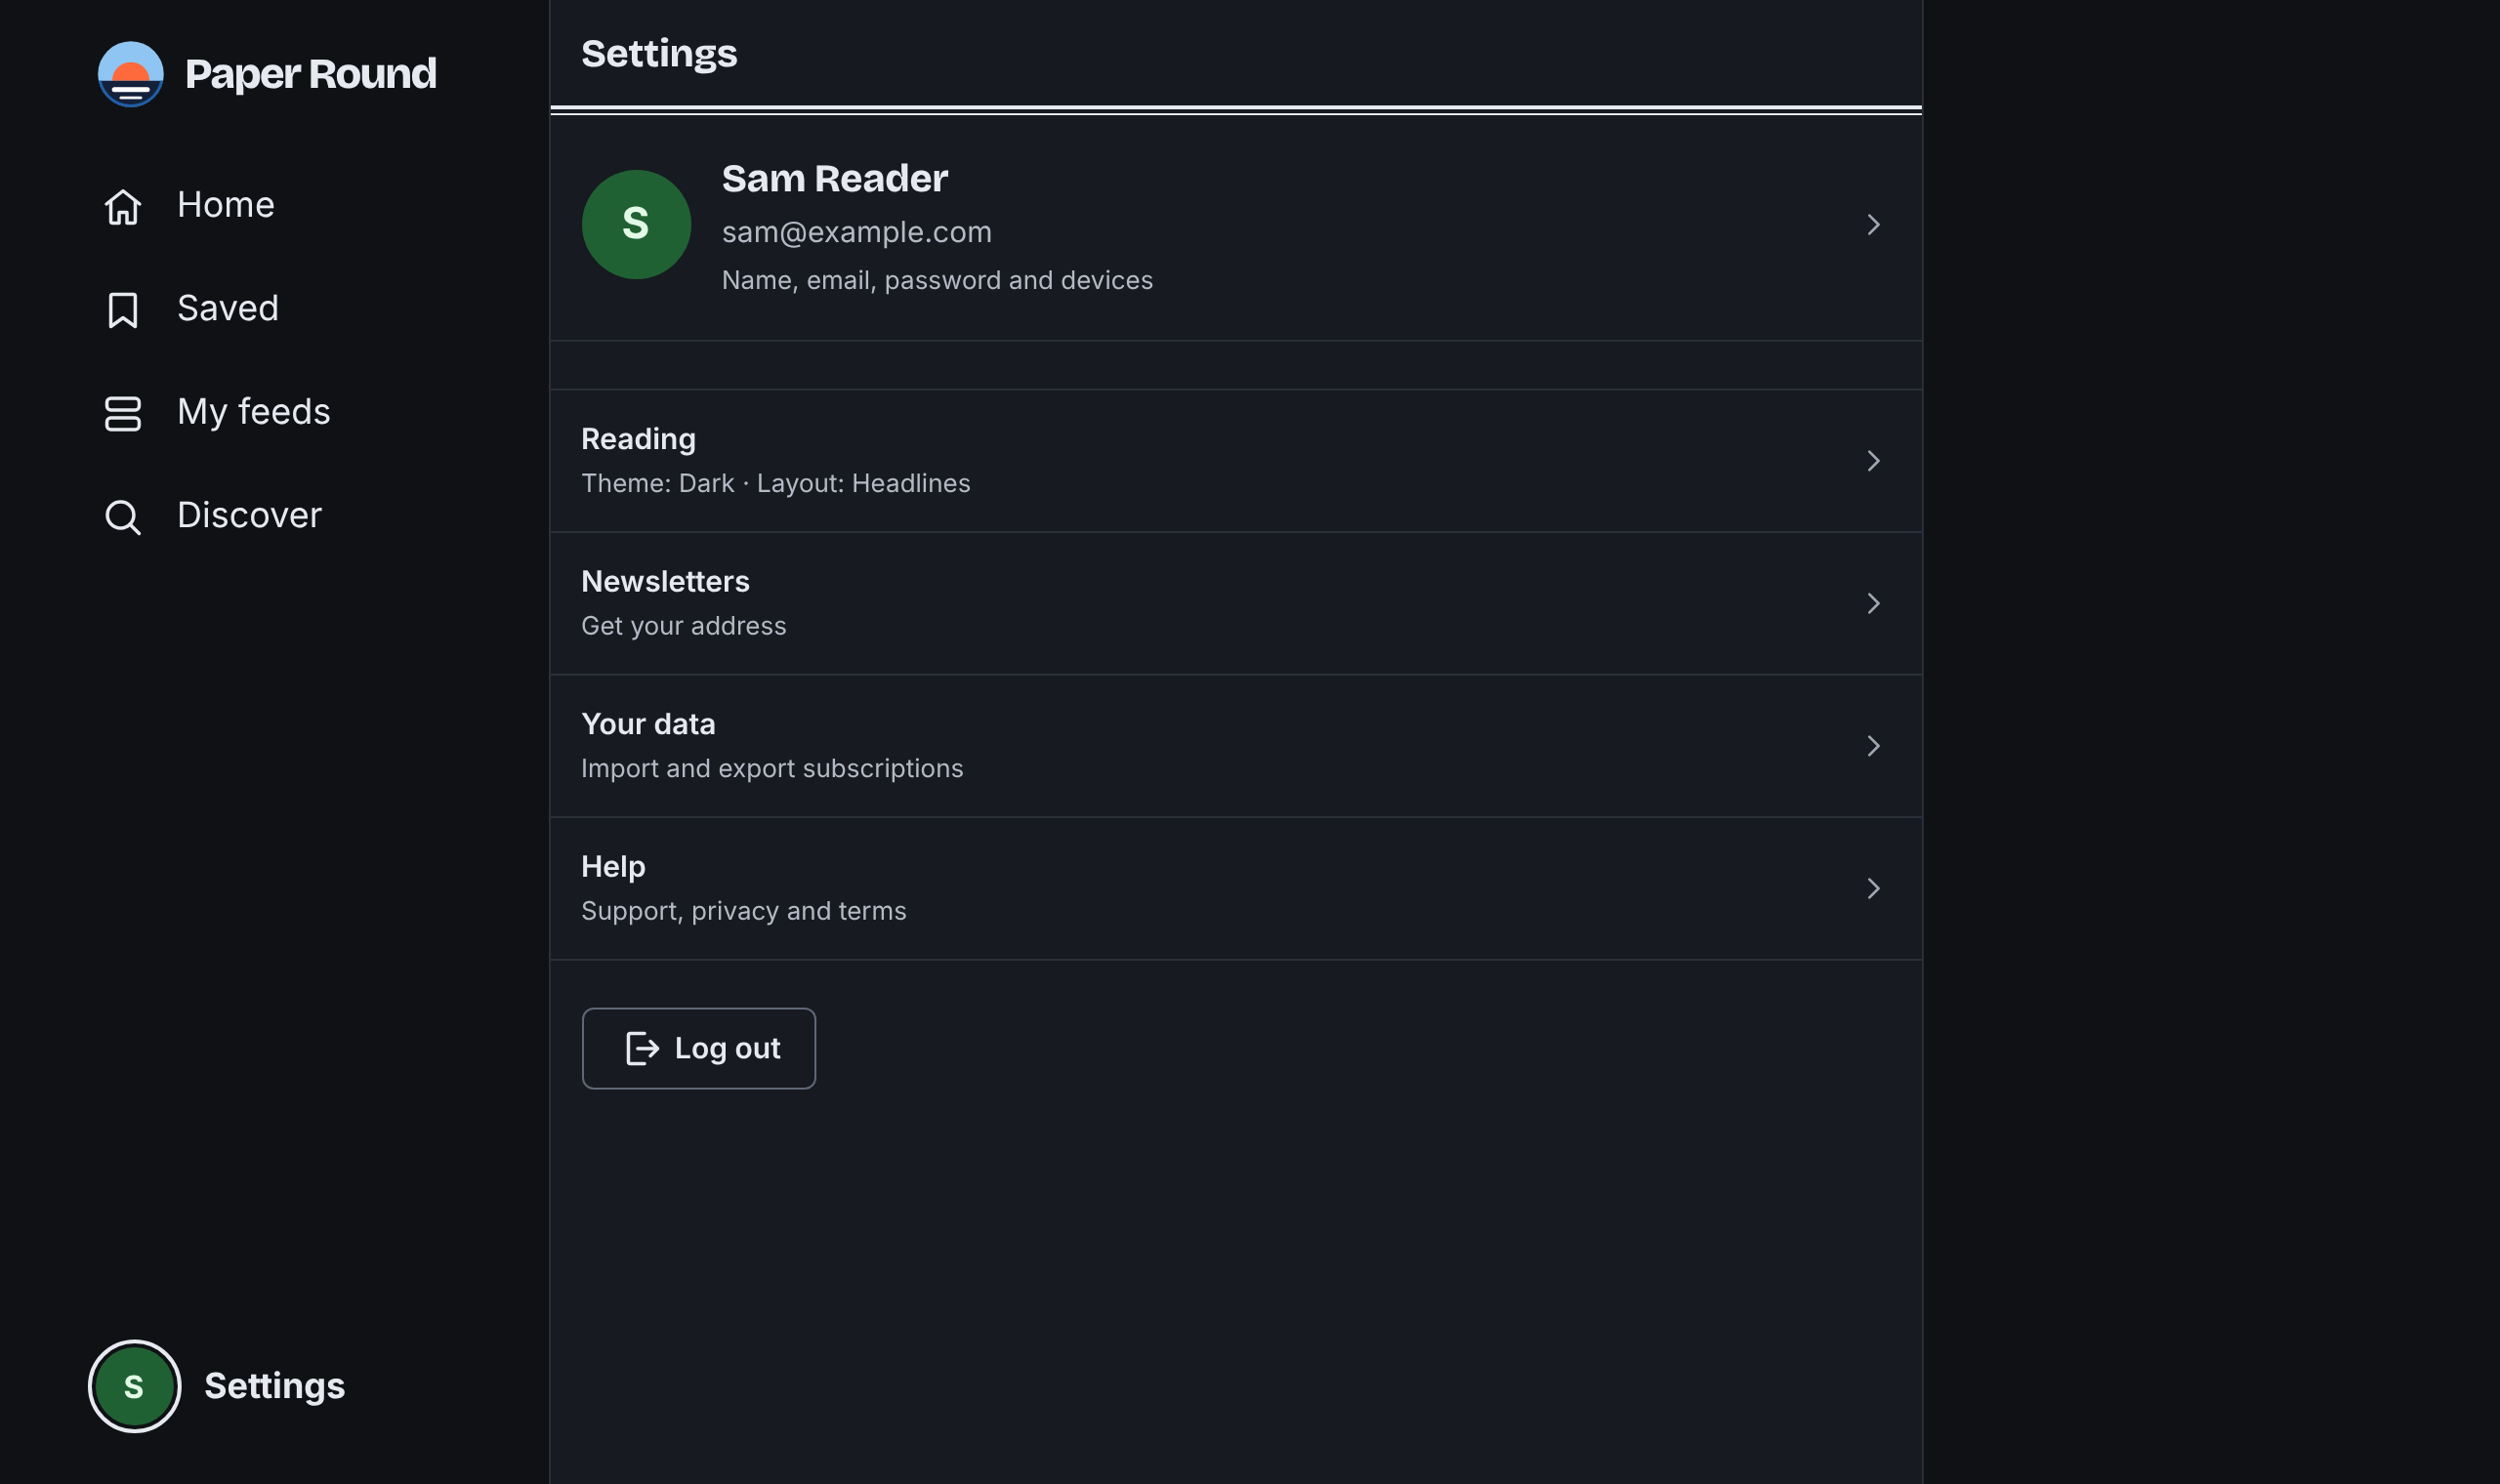 Paper Round
Home
Saved
My feeds
Discover
S
Settings
Settings
S
Sam Reader
sam@example.com
Name, email, password and devices
Reading
Theme: Dark · Layout: Headlines
Newsletters
Get your address
Your data
Import and export subscriptions
Help
Support, privacy and terms
Log out